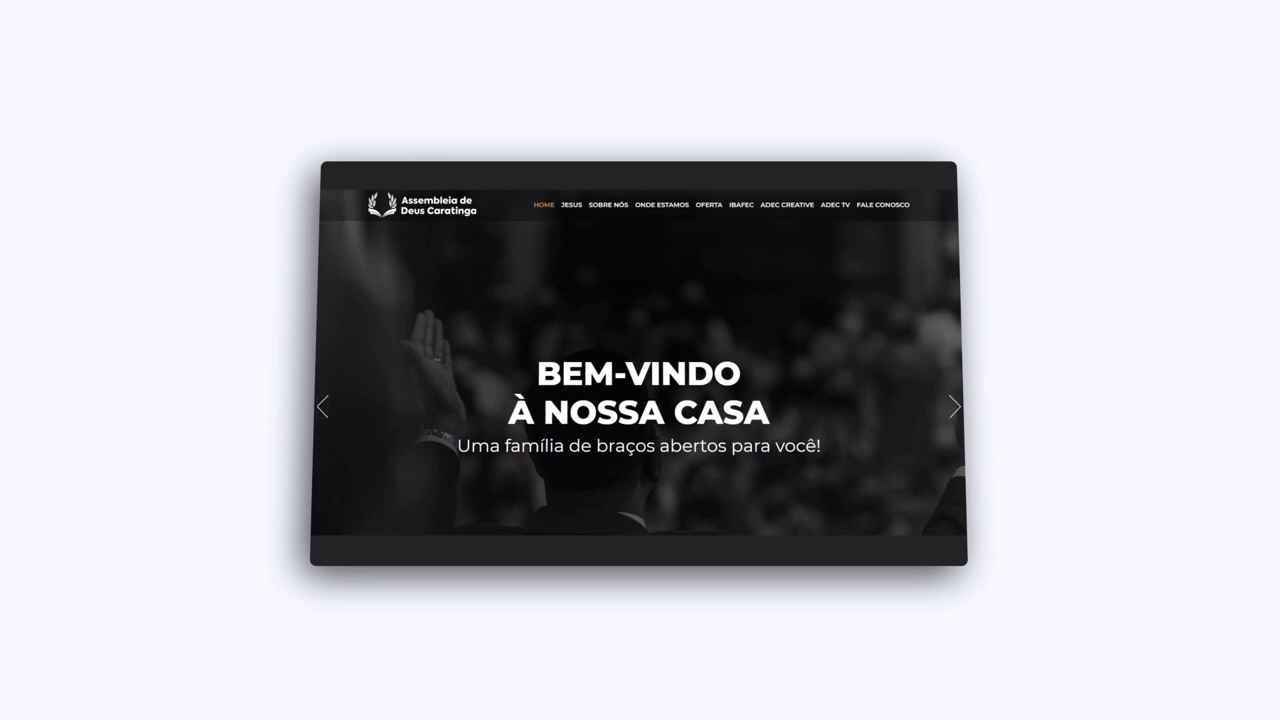 Assembleia de
Deus Caratinga
HOME JESUS SOBRE NÓS ONDE ESTAMOS OFERTA IBAFEC ADEC CREATIVE ADEC TV FALE CONOSCO
BEM-VINDO
À NOSSA CASA
Uma família de braços abertos para você!